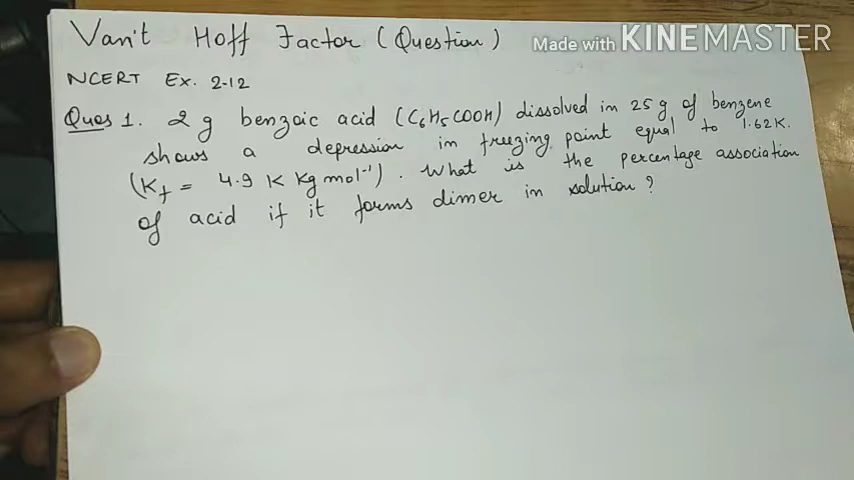 Van't Hoff Factor (Question)
Made with KINEMASTER
NCERT Ex. 2.12
Ques 1. 2 g benzoic acid (C₆H₅COOH) dissolved in 25 g of benzene
shows a depression in freezing point equal to 1.62K.
(Kf = 4.9 K Kg mol⁻¹). What is the percentage association
of acid if it forms dimer in solution?